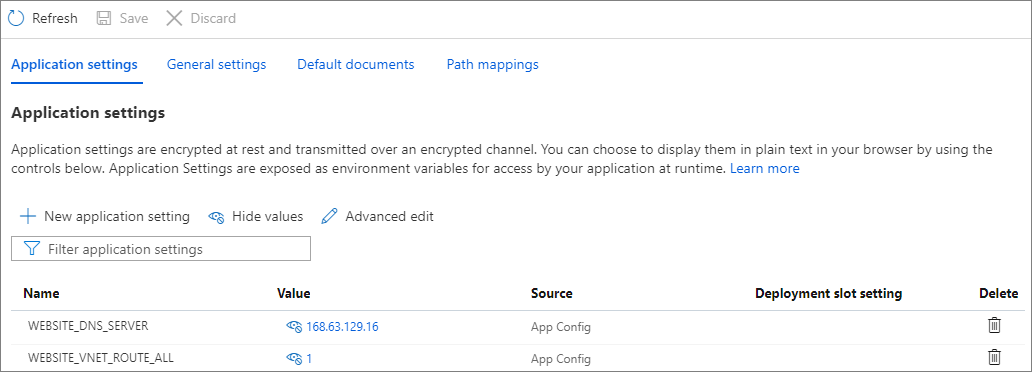 Refresh Save Discard
Application settings General settings Default documents Path mappings
Application settings
Application settings are encrypted at rest and transmitted over an encrypted channel. You can choose to display them in plain text in your browser by using the
controls below. Application Settings are exposed as environment variables for access by your application at runtime. Learn more
New application setting Hide values Advanced edit
Filter application settings
Name Value Source Deployment slot setting Delete
WEBSITE_DNS_SERVER 168.63.129.16 App Config
WEBSITE_VNET_ROUTE_ALL 1 App Config